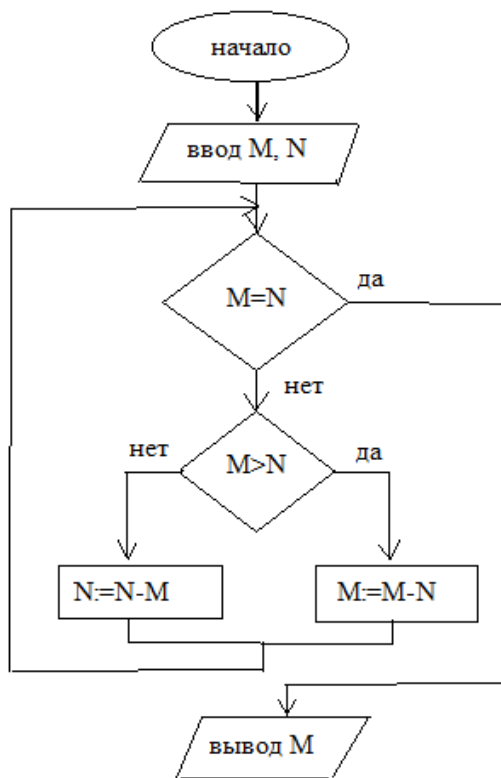 начало
ввод M, N
M=N
да
нет
M>N
нет
да
N:=N-M
M:=M-N
вывод M